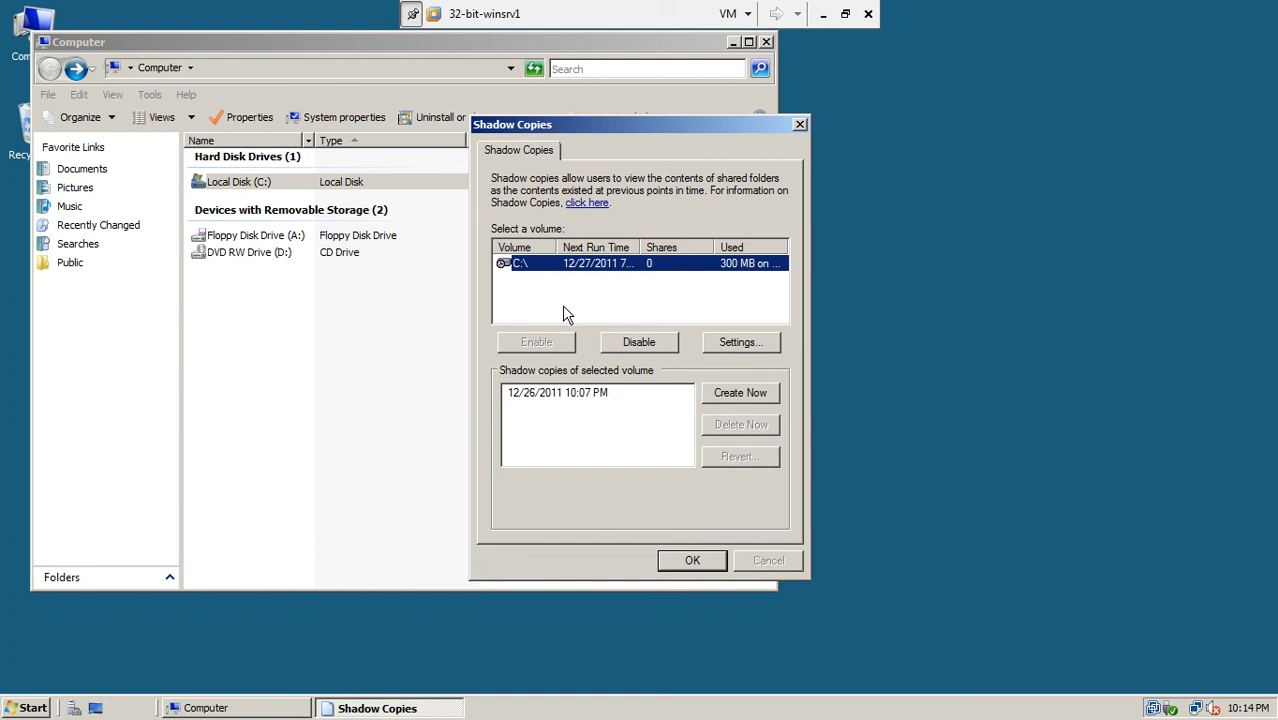 32-bit-winsrv1
VM
Computer
Computer
Search
File Edit View Tools Help
Organize Views Properties System properties Uninstall or
Favorite Links
Documents
Pictures
Music
Recently Changed
Searches
Public
Folders
Name Type
Hard Disk Drives (1)
Local Disk (C:) Local Disk
Devices with Removable Storage (2)
Floppy Disk Drive (A:) Floppy Disk Drive
DVD RW Drive (D:) CD Drive
Shadow Copies
Shadow Copies
Shadow copies allow users to view the contents of shared folders
as the contents existed at previous points in time. For information on
Shadow Copies, click here.
Select a volume:
Volume Next Run Time Shares Used
C:\ 12/27/2011 7... 0 300 MB on ...
Enable Disable Settings...
Shadow copies of selected volume
12/26/2011 10:07 PM
Create Now
Delete Now
Revert...
OK Cancel
Start Computer Shadow Copies 10:14 PM